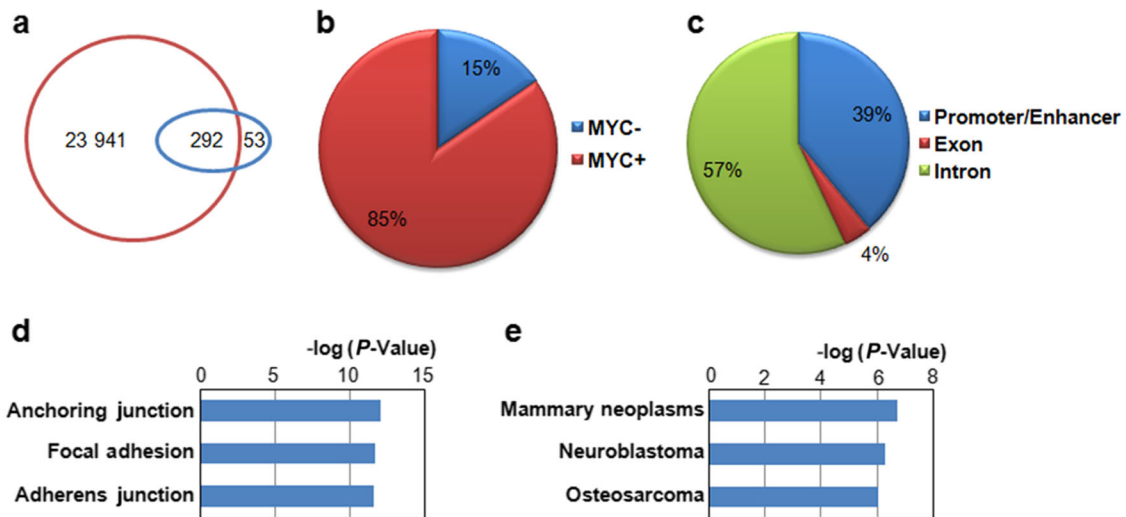 a
23 941
292
53
b
15%
85%
MYC-
MYC+
c
39%
57%
4%
Promoter/Enhancer
Exon
Intron
d
-log (P-Value)
0 5 10 15
Anchoring junction
Focal adhesion
Adherens junction
e
-log (P-Value)
0 2 4 6 8
Mammary neoplasms
Neuroblastoma
Osteosarcoma